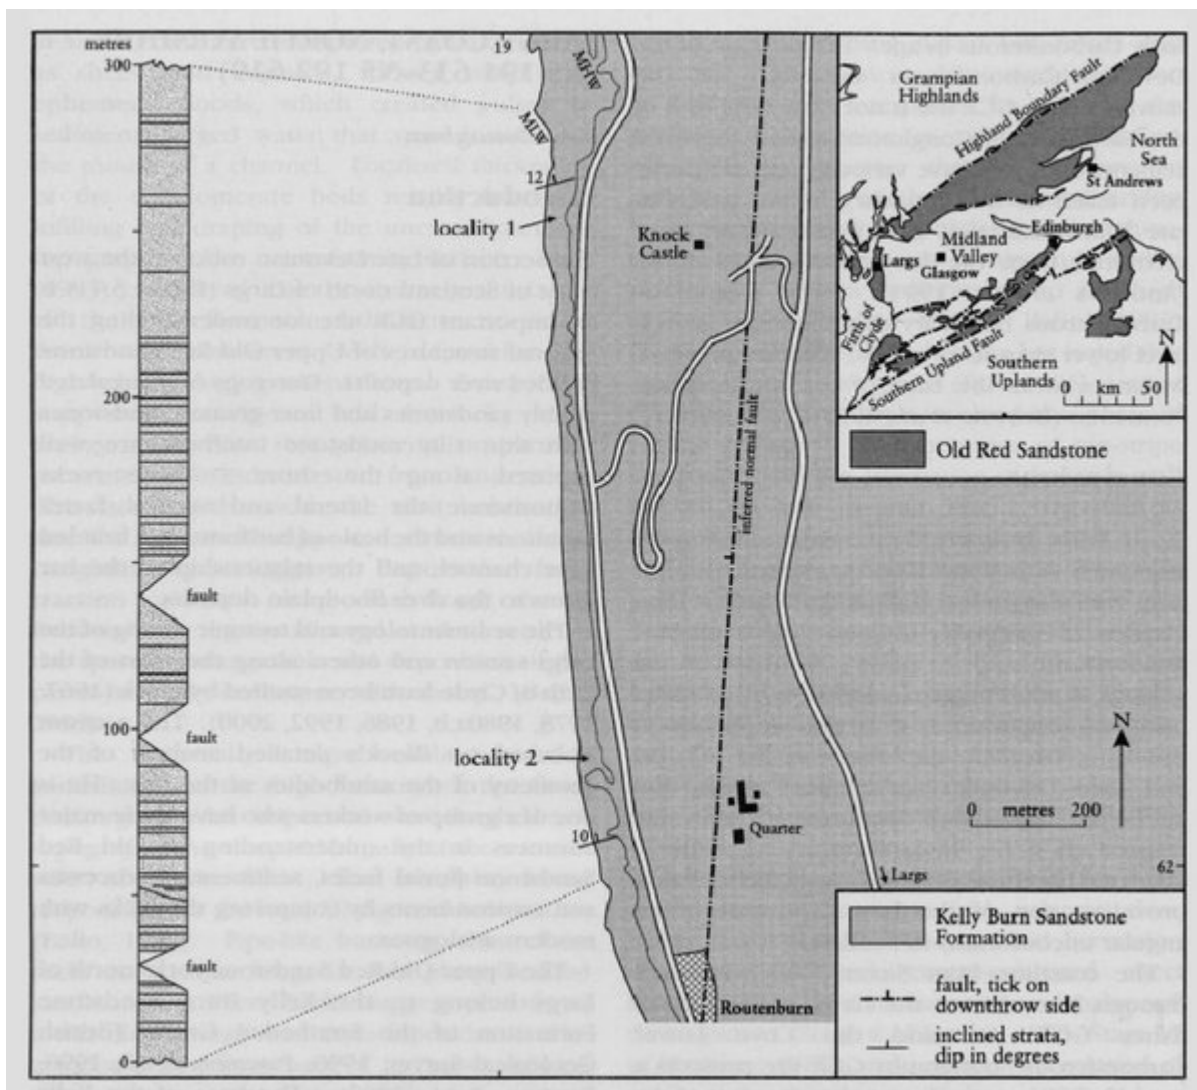 metres
300
200
fault
100
fault
fault
0
19
MHW
MLW
12
locality 1
Knock
Castle
inferred normal fault
locality 2
10
Quarter
Largs
Routenburn
Grampian
Highlands
Highland Boundary Fault
North
Sea
St Andrews
Edinburgh
Midland
Valley
Glasgow
Largs
Firth
Clyde
Southern Upland Fault
Southern
Uplands
N
0 km 50
Old Red Sandstone
N
0 metres 200
62
Kelly Burn Sandstone
Formation
fault, tick on
downthrow side
inclined strata,
dip in degrees